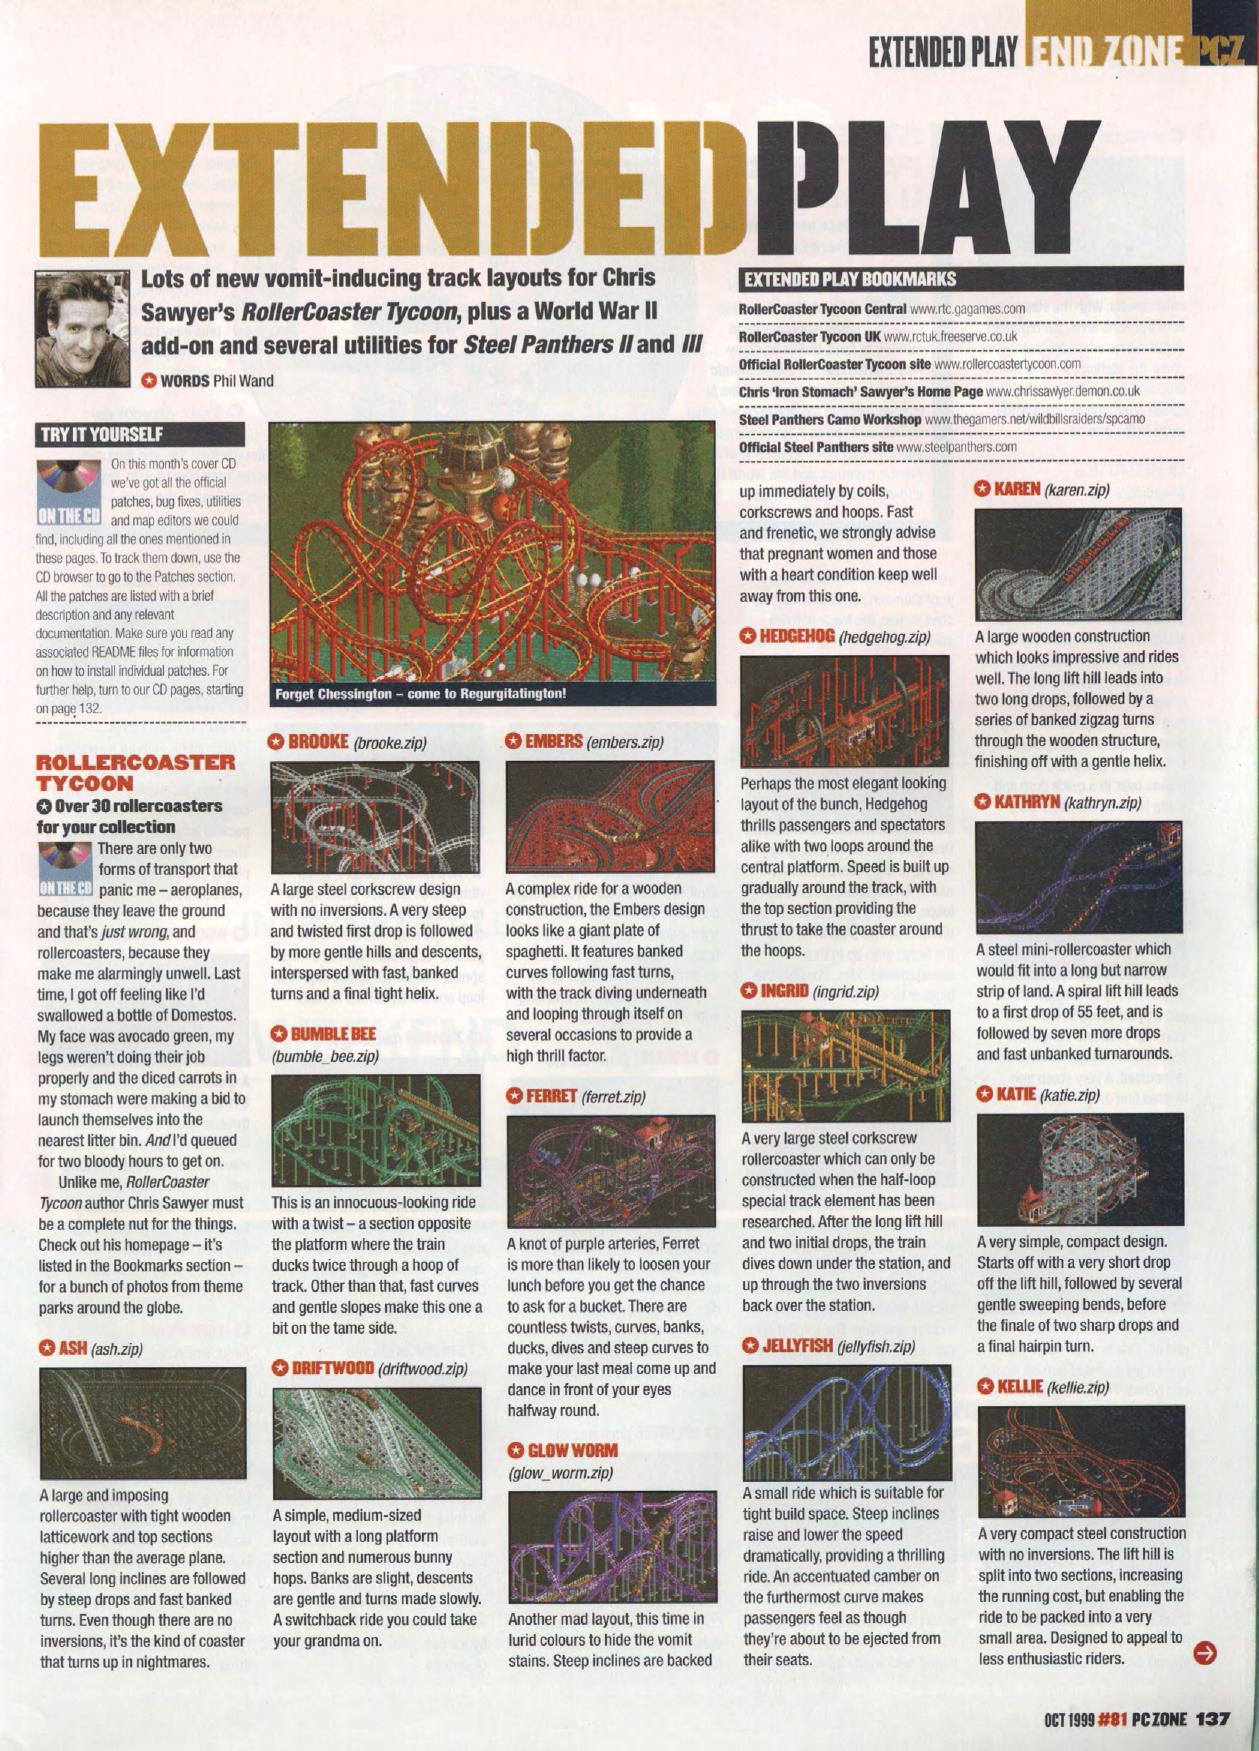 EXTENDED PLAY END ZONE PCZ
EXTENDEDPLAY
Lots of new vomit-inducing track layouts for Chris
Sawyer's RollerCoaster Tycoon, plus a World War II
add-on and several utilities for Steel Panthers II and III
WORDS Phil Wand
EXTENDED PLAY BOOKMARKS
RollerCoaster Tycoon Central www.rtc.gagames.com
RollerCoaster Tycoon UK www.rctuk.freeserve.co.uk
Official RollerCoaster Tycoon site www.rollercoastertycoon.com
Chris 'Iron Stomach' Sawyer's Home Page www.chrissawyer.demon.co.uk
Steel Panthers Camo Workshop www.thegamers.net/wildbillsraiders/spcamo
Official Steel Panthers site www.steelpanthers.com
TRY IT YOURSELF
ON THE CD
On this month's cover CD
we've got all the official
patches, bug fixes, utilities
and map editors we could
find, including all the ones mentioned in
these pages. To track them down, use the
CD browser to go to the Patches section.
All the patches are listed with a brief
description and any relevant
documentation. Make sure you read any
associated README files for information
on how to install individual patches. For
further help, turn to our CD pages, starting
on page 132.
Forget Chessington – come to Regurgitatington!
ROLLERCOASTER
TYCOON
Over 30 rollercoasters
for your collection
ON THE CD
There are only two
forms of transport that
panic me – aeroplanes,
because they leave the ground
and that's just wrong, and
rollercoasters, because they
make me alarmingly unwell. Last
time, I got off feeling like I'd
swallowed a bottle of Domestos.
My face was avocado green, my
legs weren't doing their job
properly and the diced carrots in
my stomach were making a bid to
launch themselves into the
nearest litter bin. And I'd queued
for two bloody hours to get on.
Unlike me, RollerCoaster
Tycoon author Chris Sawyer must
be a complete nut for the things.
Check out his homepage – it's
listed in the Bookmarks section –
for a bunch of photos from theme
parks around the globe.
ASH (ash.zip)
A large and imposing
rollercoaster with tight wooden
latticework and top sections
higher than the average plane.
Several long inclines are followed
by steep drops and fast banked
turns. Even though there are no
inversions, it's the kind of coaster
that turns up in nightmares.
BROOKE (brooke.zip)
A large steel corkscrew design
with no inversions. A very steep
and twisted first drop is followed
by more gentle hills and descents,
interspersed with fast, banked
turns and a final tight helix.
BUMBLE BEE
(bumble_bee.zip)
This is an innocuous-looking ride
with a twist – a section opposite
the platform where the train
ducks twice through a hoop of
track. Other than that, fast curves
and gentle slopes make this one a
bit on the tame side.
DRIFTWOOD (driftwood.zip)
A simple, medium-sized
layout with a long platform
section and numerous bunny
hops. Banks are slight, descents
are gentle and turns made slowly.
A switchback ride you could take
your grandma on.
EMBERS (embers.zip)
A complex ride for a wooden
construction, the Embers design
looks like a giant plate of
spaghetti. It features banked
curves following fast turns,
with the track diving underneath
and looping through itself on
several occasions to provide a
high thrill factor.
FERRET (ferret.zip)
A knot of purple arteries, Ferret
is more than likely to loosen your
lunch before you get the chance
to ask for a bucket. There are
countless twists, curves, banks,
ducks, dives and steep curves to
make your last meal come up and
dance in front of your eyes
halfway round.
GLOW WORM
(glow_worm.zip)
Another mad layout, this time in
lurid colours to hide the vomit
stains. Steep inclines are backed
up immediately by coils,
corkscrews and hoops. Fast
and frenetic, we strongly advise
that pregnant women and those
with a heart condition keep well
away from this one.
HEDGEHOG (hedgehog.zip)
Perhaps the most elegant looking
layout of the bunch, Hedgehog
thrills passengers and spectators
alike with two loops around the
central platform. Speed is built up
gradually around the track, with
the top section providing the
thrust to take the coaster around
the hoops.
INGRID (ingrid.zip)
A very large steel corkscrew
rollercoaster which can only be
constructed when the half-loop
special track element has been
researched. After the long lift hill
and two initial drops, the train
dives down under the station, and
up through the two inversions
back over the station.
JELLYFISH (jellyfish.zip)
A small ride which is suitable for
tight build space. Steep inclines
raise and lower the speed
dramatically, providing a thrilling
ride. An accentuated camber on
the furthermost curve makes
passengers feel as though
they're about to be ejected from
their seats.
KAREN (karen.zip)
A large wooden construction
which looks impressive and rides
well. The long lift hill leads into
two long drops, followed by a
series of banked zigzag turns
through the wooden structure,
finishing off with a gentle helix.
KATHRYN (kathryn.zip)
A steel mini-rollercoaster which
would fit into a long but narrow
strip of land. A spiral lift hill leads
to a first drop of 55 feet, and is
followed by seven more drops
and fast unbanked turnarounds.
KATIE (katie.zip)
A very simple, compact design.
Starts off with a very short drop
off the lift hill, followed by several
gentle sweeping bends, before
the finale of two sharp drops and
a final hairpin turn.
KELLIE (kellie.zip)
A very compact steel construction
with no inversions. The lift hill is
split into two sections, increasing
the running cost, but enabling the
ride to be packed into a very
small area. Designed to appeal to
less enthusiastic riders.
OCT 1999 #81 PC ZONE 137